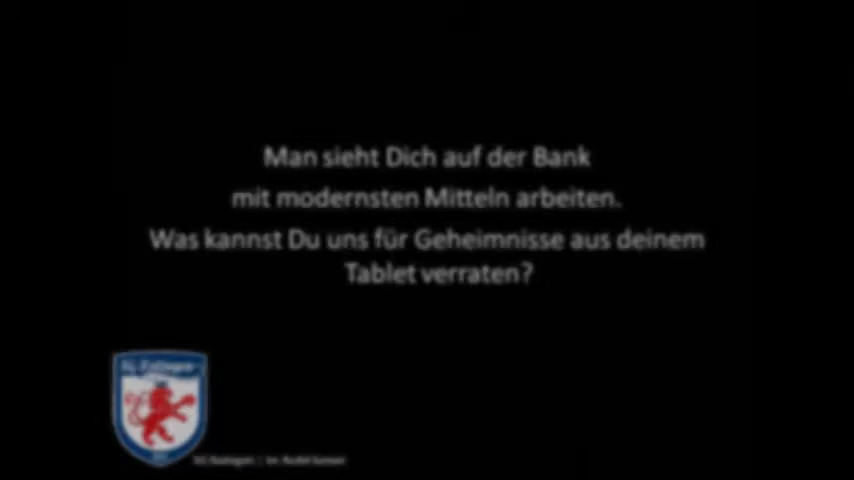 Man sieht Dich auf der Bank
mit modernsten Mitteln arbeiten.
Was kannst Du uns für Geheimnisse aus deinem
Tablet verraten?